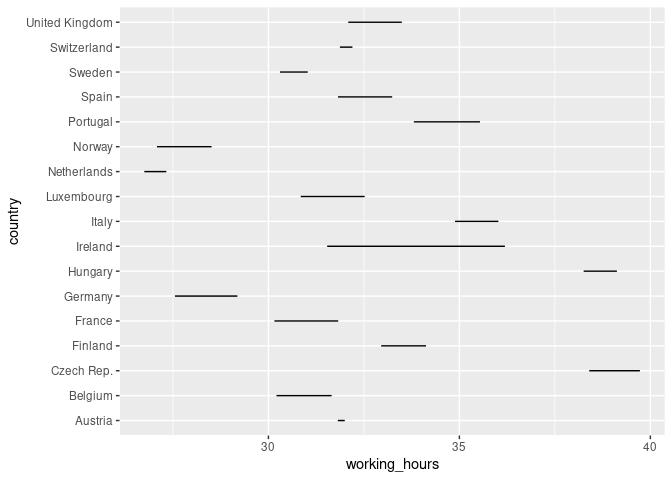 United Kingdom
Switzerland
Sweden
Spain
Portugal
Norway
Netherlands
Luxembourg
Italy
Ireland
Hungary
Germany
France
Finland
Czech Rep.
Belgium
Austria
country
30 35 40
working_hours